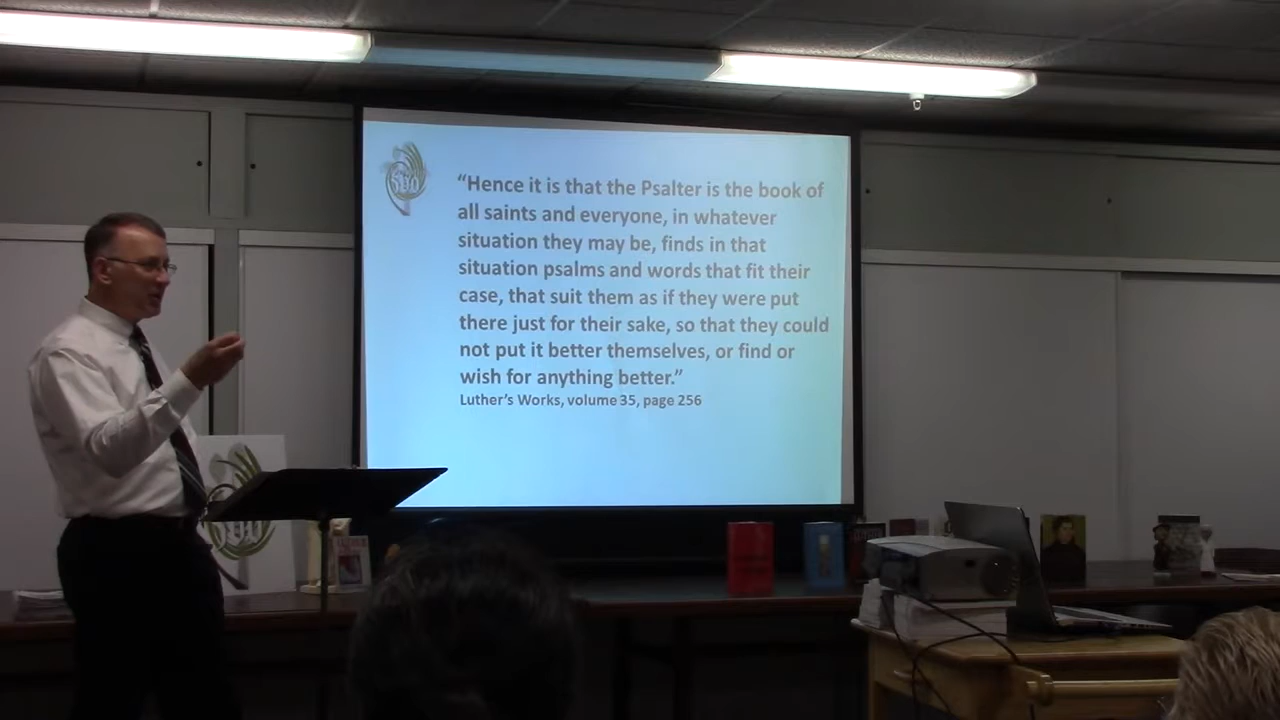 “Hence it is that the Psalter is the book of
all saints and everyone, in whatever
situation they may be, finds in that
situation psalms and words that fit their
case, that suit them as if they were put
there just for their sake, so that they could
not put it better themselves, or find or
wish for anything better.”
Luther’s Works, volume 35, page 256